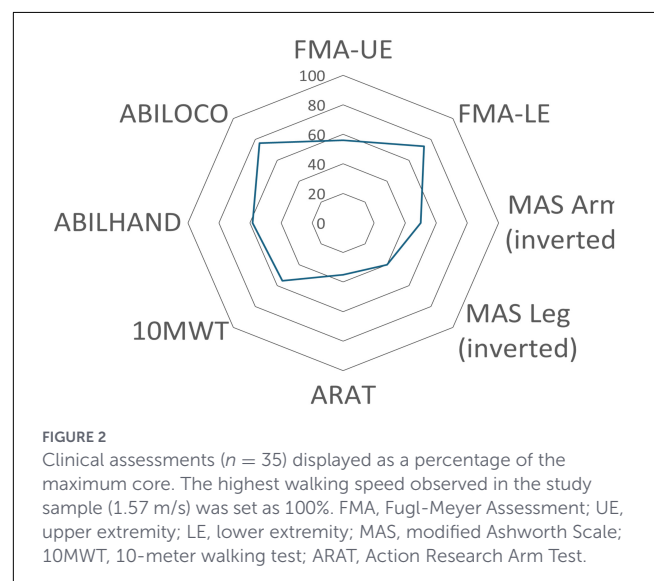 FMA-UE
100
ABILOCO
80
FMA-LE
60
40
20
ABILHAND
0
MAS Arm
(inverted
10MWT
MAS Leg
(inverted)
ARAT
FIGURE 2
Clinical assessments (n = 35) displayed as a percentage of the
maximum core. The highest walking speed observed in the study
sample (1.57 m/s) was set as 100%. FMA, Fugl-Meyer Assessment; UE,
upper extremity; LE, lower extremity; MAS, modified Ashworth Scale;
10MWT, 10-meter walking test; ARAT, Action Research Arm Test.